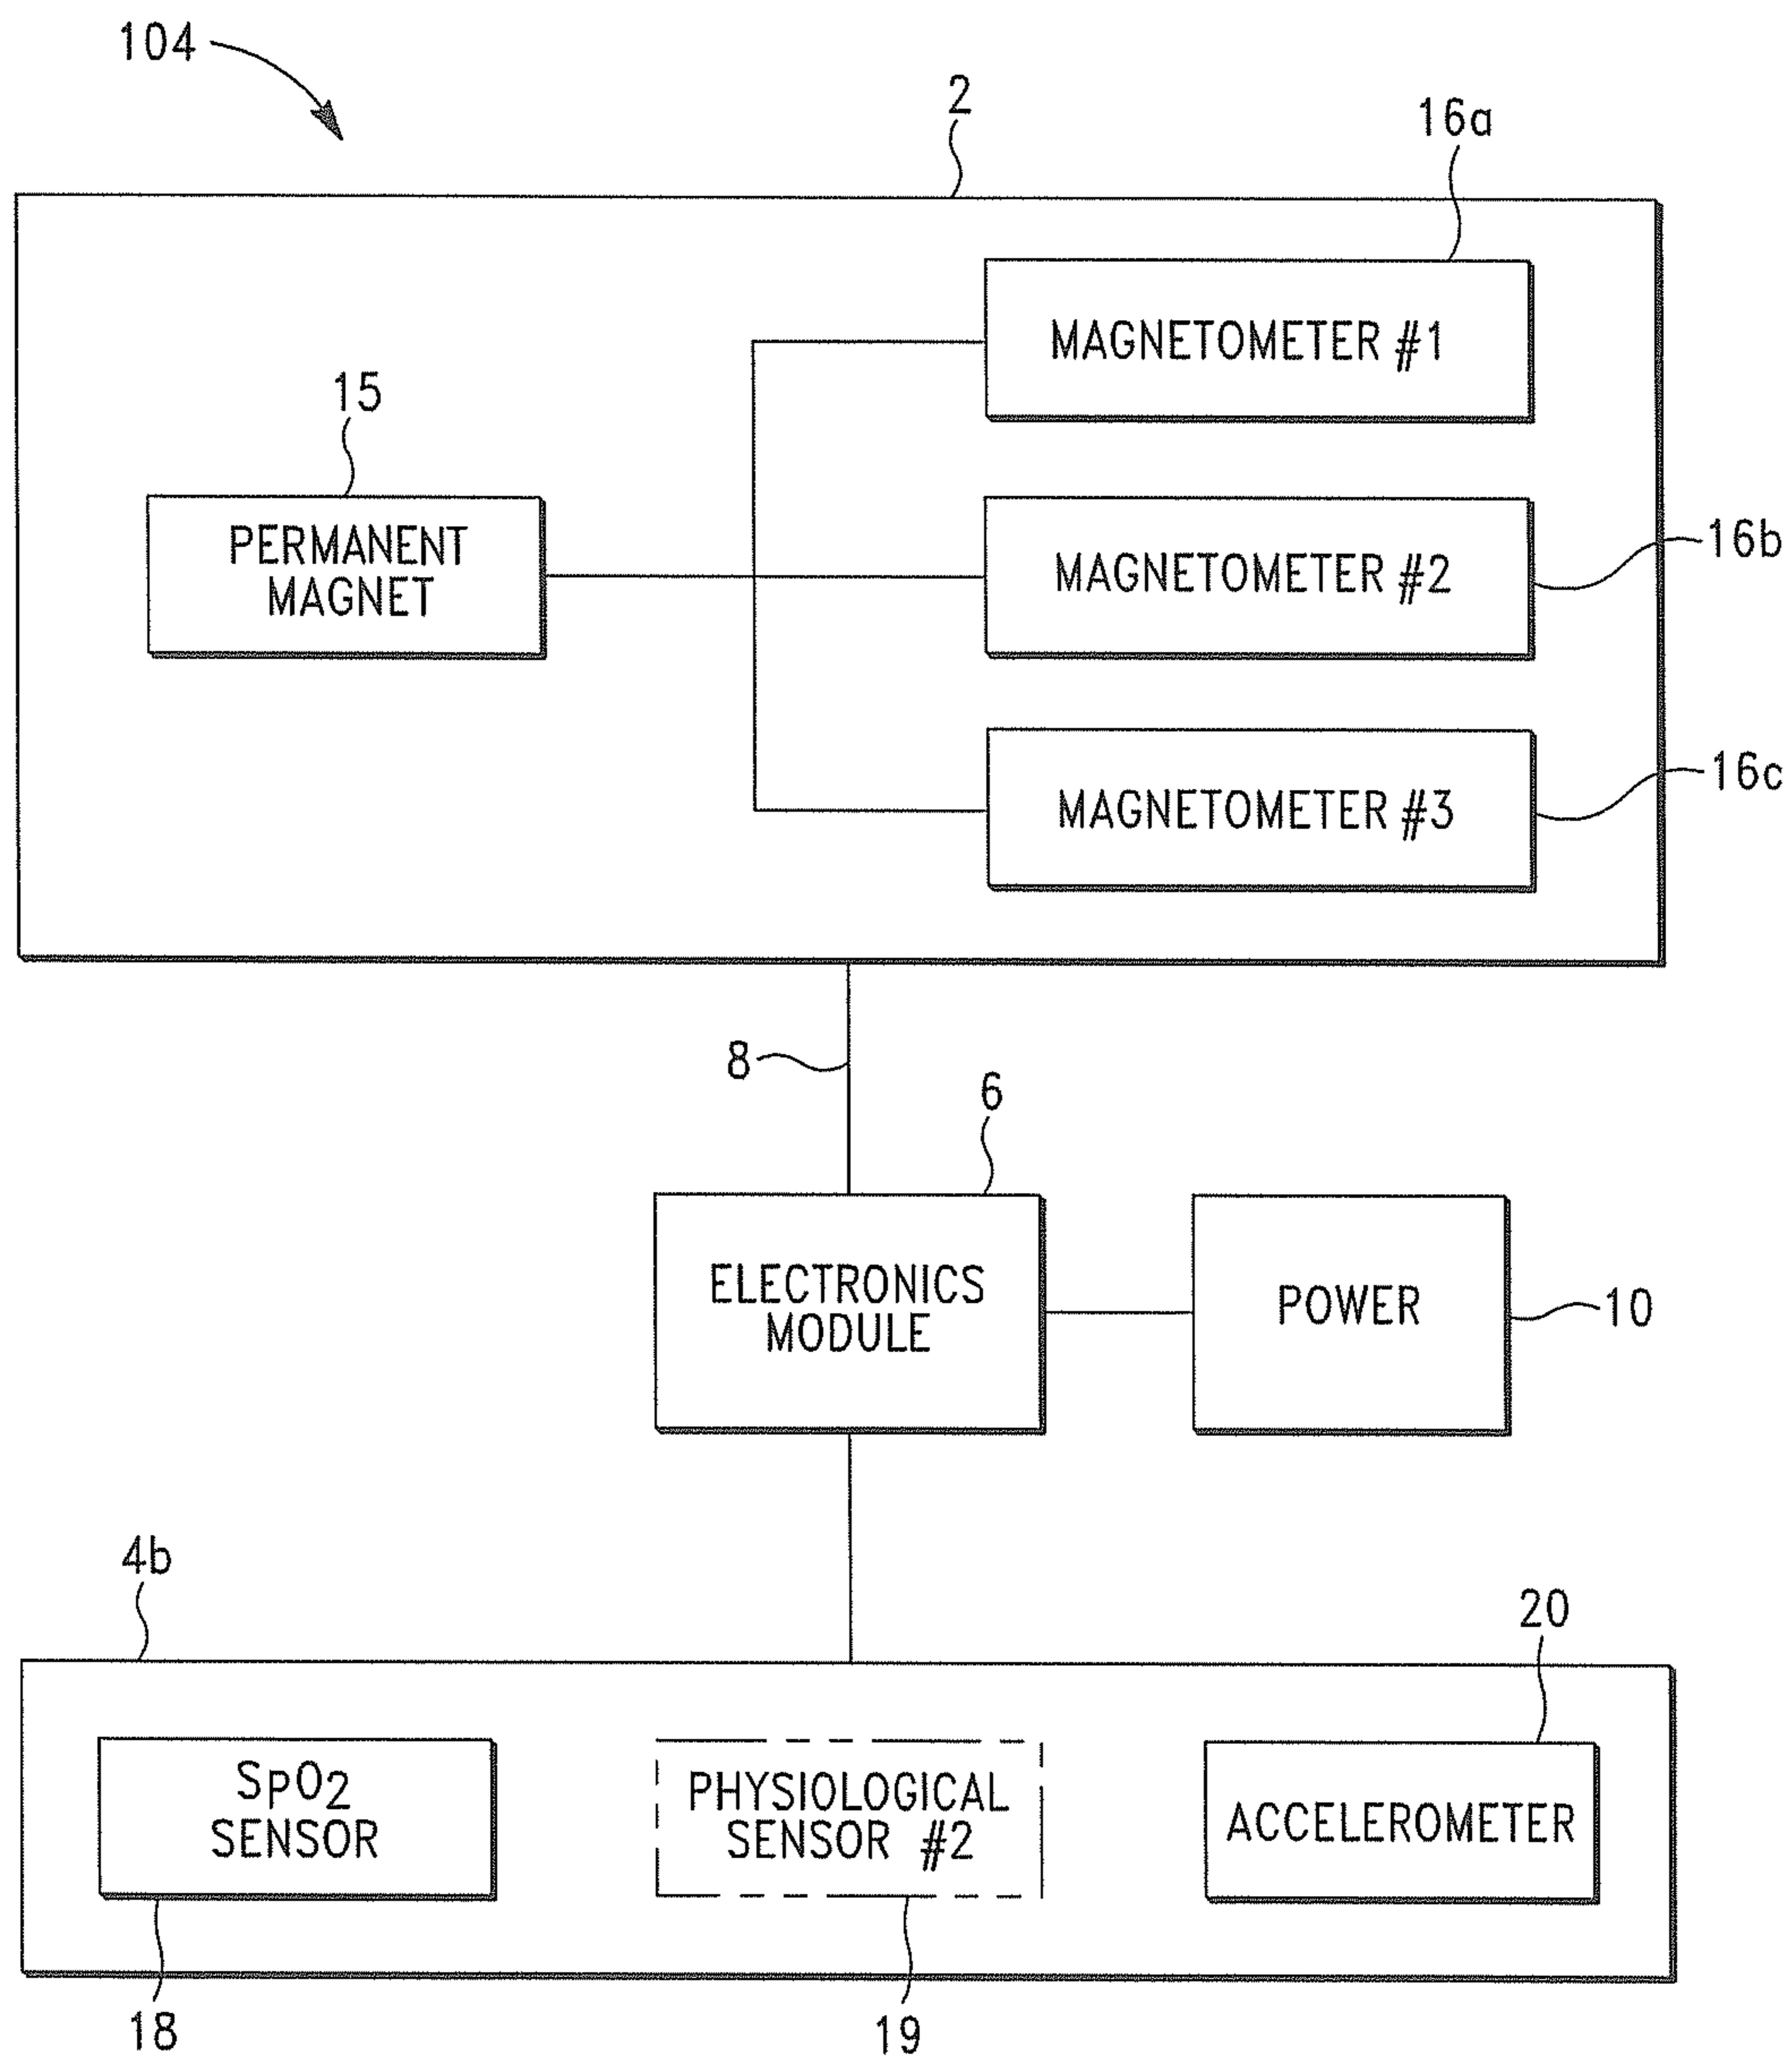 104
2
16a
MAGNETOMETER #1
15
PERMANENT
MAGNET
MAGNETOMETER #2
16b
MAGNETOMETER #3
16c
8
6
ELECTRONICS
MODULE
POWER
10
4b
20
SpO2
SENSOR
PHYSIOLOGICAL
SENSOR #2
ACCELEROMETER
18
19